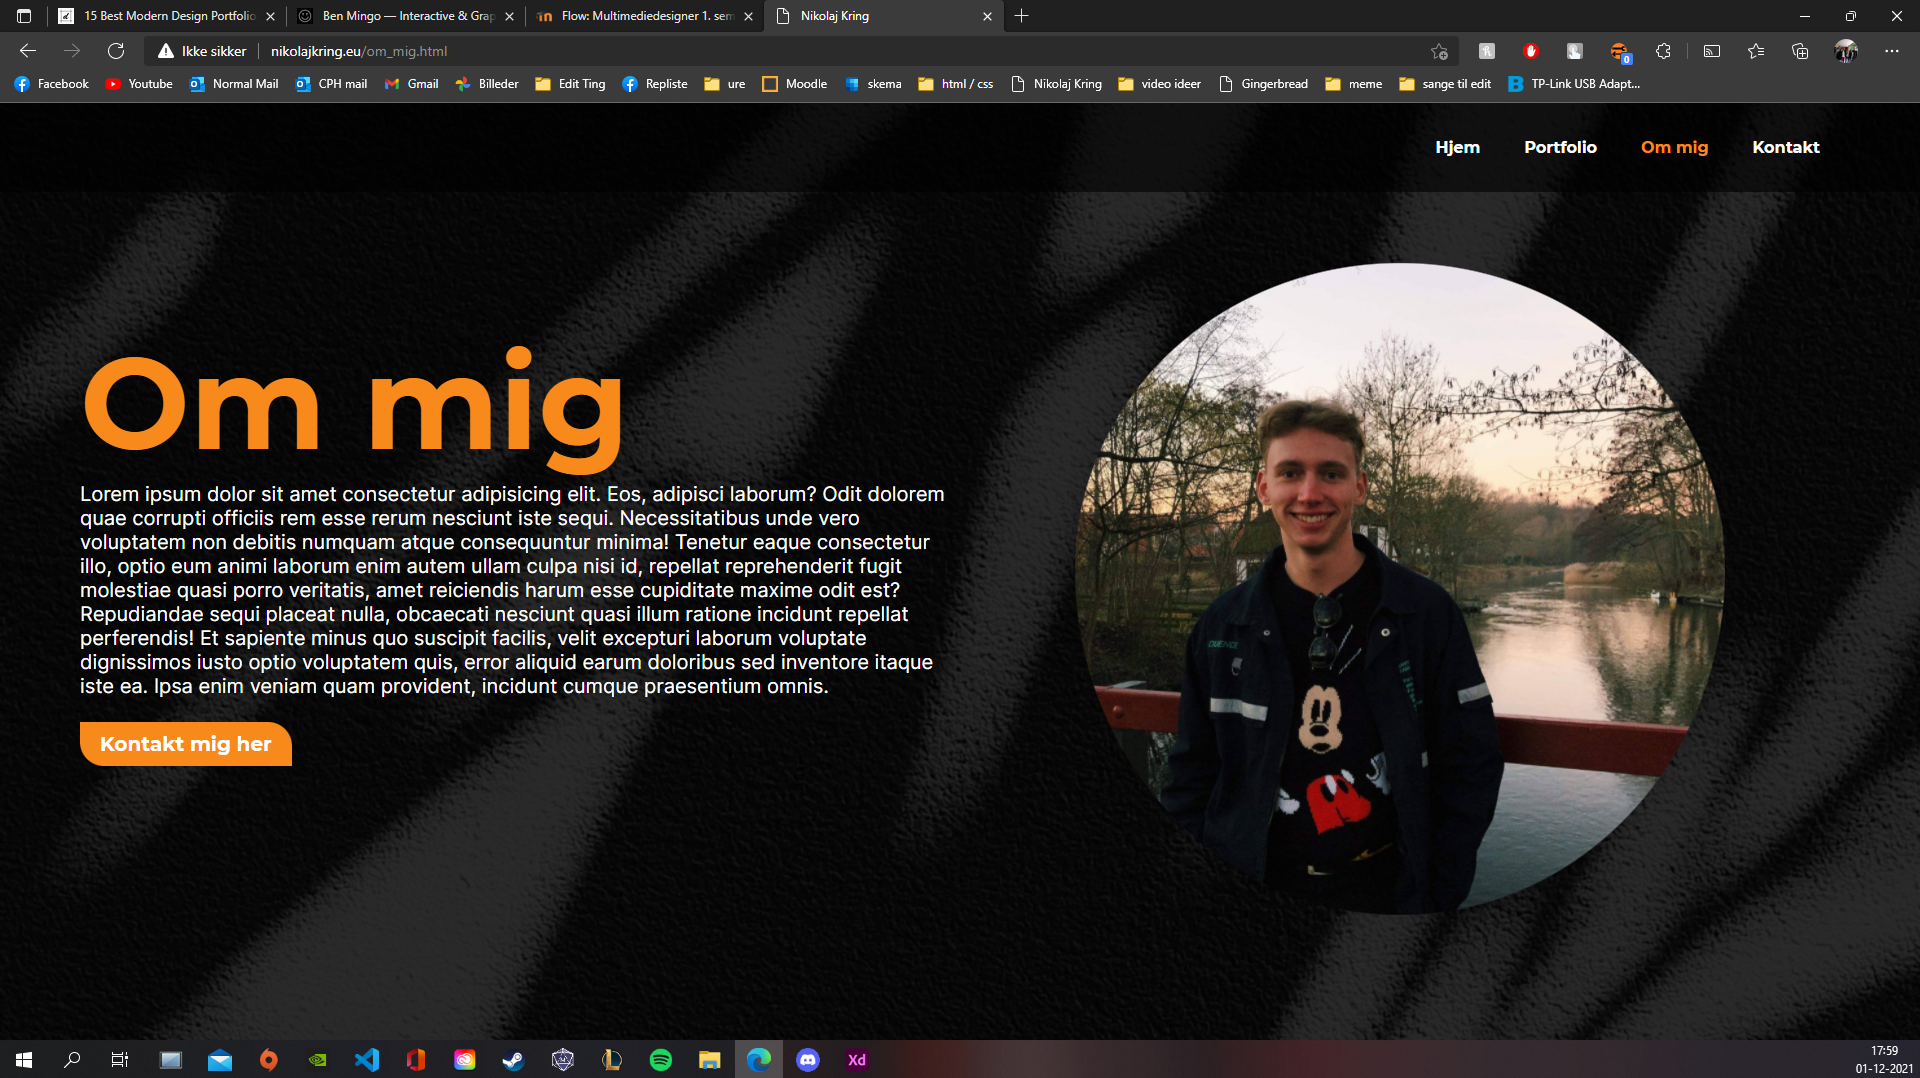 15 Best Modern Design Portfolio
Ben Mingo — Interactive & Grap
Flow: Multimediedesigner 1. sem
Nikolaj Kring
Ikke sikker
nikolajkring.eu/om_mig.html
Facebook
Youtube
Normal Mail
CPH mail
Gmail
Billeder
Edit Ting
Repliste
ure
Moodle
skema
html / css
Nikolaj Kring
video ideer
Gingerbread
meme
sange til edit
TP-Link USB Adapt...
Hjem
Portfolio
Om mig
Kontakt
Om mig
Lorem ipsum dolor sit amet consectetur adipisicing elit. Eos, adipisci laborum? Odit dolorem
quae corrupti officiis rem esse rerum nesciunt iste sequi. Necessitatibus unde vero
voluptatem non debitis numquam atque consequuntur minima! Tenetur eaque consectetur
illo, optio eum animi laborum enim autem ullam culpa nisi id, repellat reprehenderit fugit
molestiae quasi porro veritatis, amet reiciendis harum esse cupiditate maxime odit est?
Repudiandae sequi placeat nulla, obcaecati nesciunt quasi illum ratione incidunt repellat
perferendis! Et sapiente minus quo suscipit facilis, velit excepturi laborum voluptate
dignissimos iusto optio voluptatem quis, error aliquid earum doloribus sed inventore itaque
iste ea. Ipsa enim veniam quam provident, incidunt cumque praesentium omnis.
Kontakt mig her
0
Xd
17:59
01-12-2021